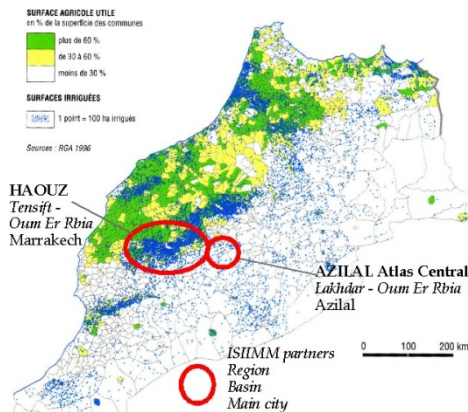 SURFACE AGRICOLE UTILE
en % de la superficie des communes
plus de 60 %
de 30 à 60 %
moins de 30 %
SURFACES IRRIGUÉES
1 point = 100 ha irrigués
Sources : RGA 1996
HAOUZ
Tensift -
Oum Er Rbia
Marrakech
AZILAL Atlas Central
Lakhdar - Oum Er Rbia
Azilal
0 100 200 km
ISIIMM partners
Region
Basin
Main city